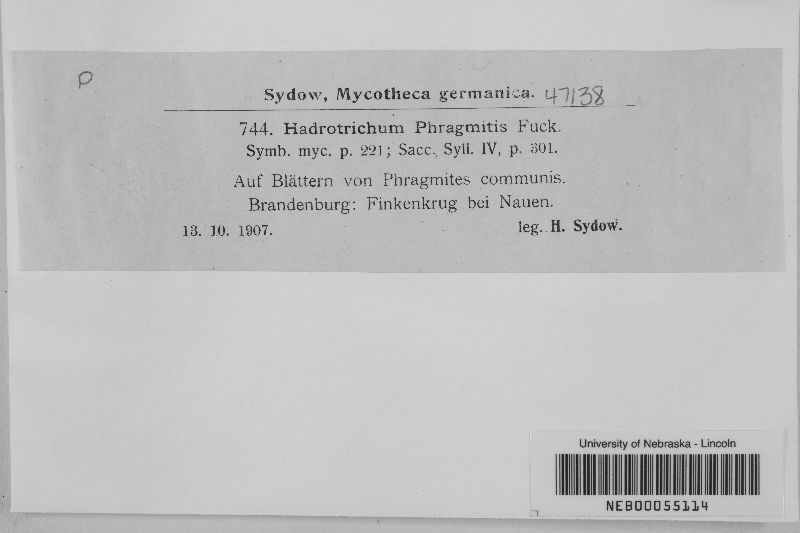 P
Sydow, Mycotheca germanica. 47138
744. Hadrotrichum Phragmitis Fuck.
Symb. myc. p. 221; Sacc., Syll. IV, p. 301.
Auf Blättern von Phragmites communis.
Brandenburg: Finkenkrug bei Nauen.
13. 10. 1907. leg. H. Sydow.
University of Nebraska - Lincoln
NEB00055114